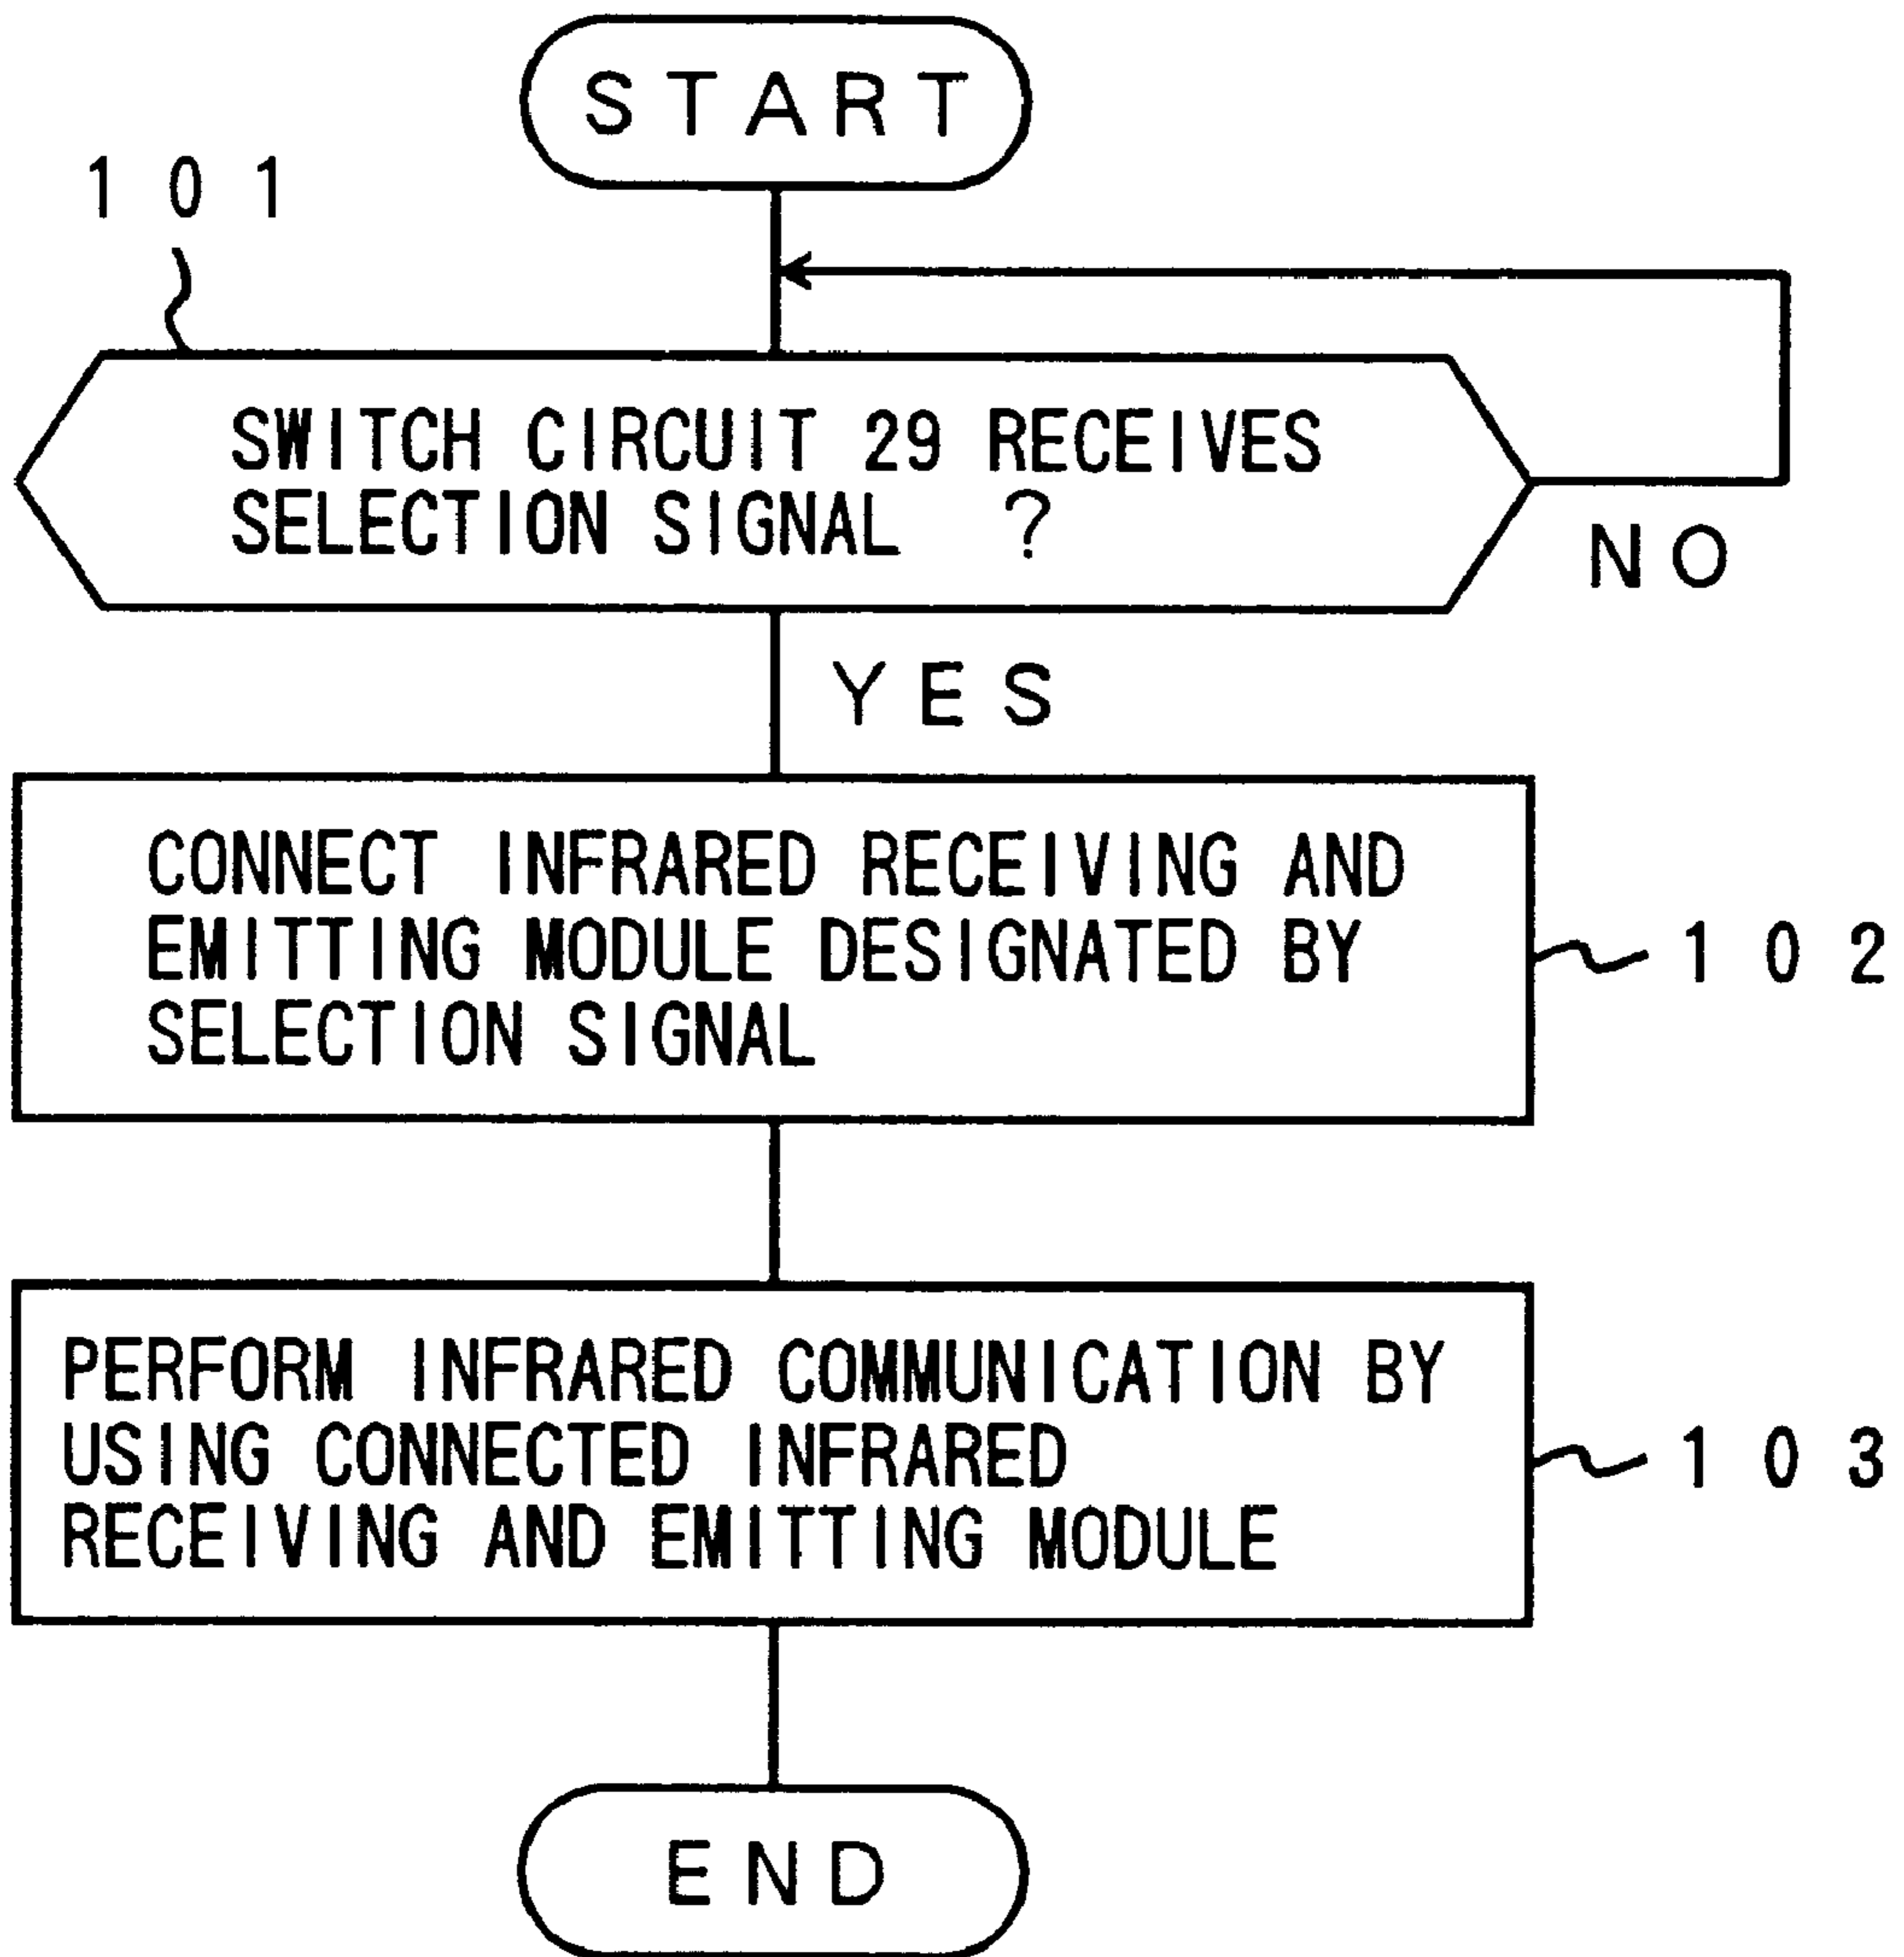 START
101
SWITCH CIRCUIT 29 RECEIVES
SELECTION SIGNAL ?
NO
YES
CONNECT INFRARED RECEIVING AND
EMITTING MODULE DESIGNATED BY
SELECTION SIGNAL
102
PERFORM INFRARED COMMUNICATION BY
USING CONNECTED INFRARED
RECEIVING AND EMITTING MODULE
103
END